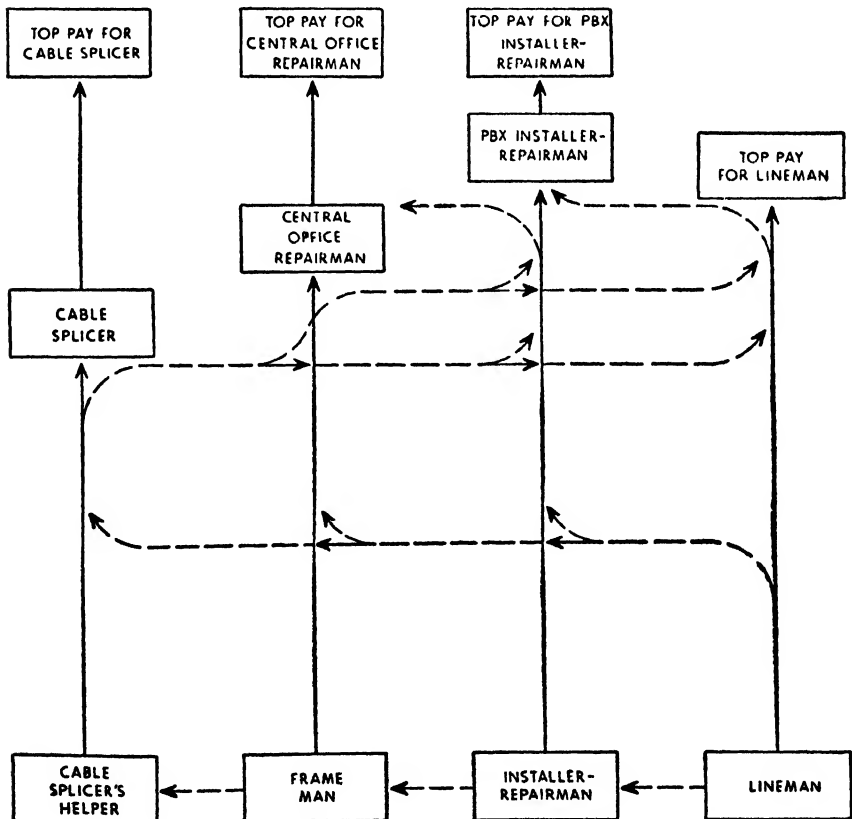 TOP PAY FOR
CABLE SPLICER
TOP PAY FOR
CENTRAL OFFICE
REPAIRMAN
TOP PAY FOR PBX
INSTALLER-
REPAIRMAN
PBX INSTALLER-
REPAIRMAN
TOP PAY
FOR LINEMAN
CENTRAL
OFFICE
REPAIRMAN
CABLE
SPLICER
CABLE
SPLICER'S
HELPER
FRAME
MAN
INSTALLER-
REPAIRMAN
LINEMAN